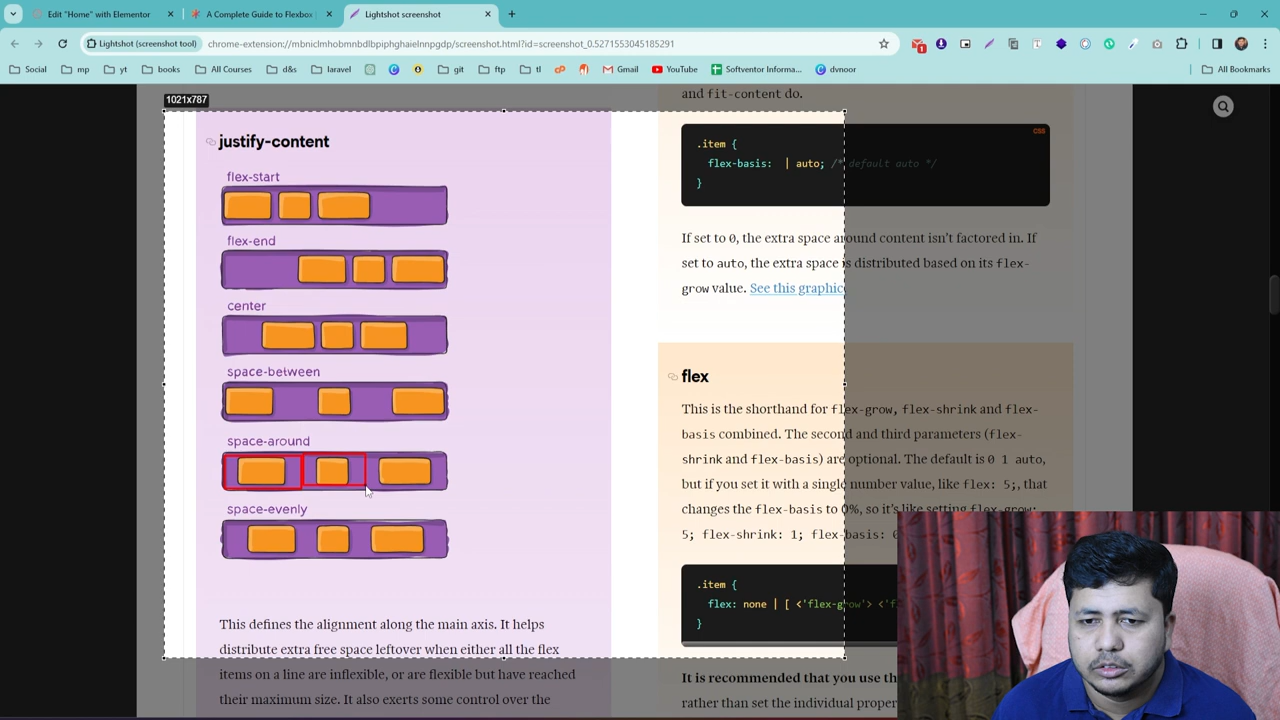 Edit "Home" with Elementor
A Complete Guide to Flexbox |
Lightshot screenshot
Lightshot (screenshot tool)
chrome-extension://mbniclmhobmnbdlbpiphghaielnnpgdp/screenshot.html?id=screenshot_0.5271553045185291
Social
mp
yt
books
All Courses
d&s
laravel
git
ftp
tl
Gmail
YouTube
Softventor Informa...
dvnoor
All Bookmarks
1021x787
justify-content
flex-start
flex-end
center
space-between
space-around
space-evenly
This defines the alignment along the main axis. It helps
distribute extra free space leftover when either all the flex
items on a line are inflexible, or are flexible but have reached
their maximum size. It also exerts some control over the
and fit-content do.
CSS
.item {
flex-basis: | auto; /* default auto */
}
If set to 0, the extra space around content isn't factored in. If
set to auto, the extra space is distributed based on its flex-
grow value. See this graphic.
flex
This is the shorthand for flex-grow, flex-shrink and flex-
basis combined. The second and third parameters (flex-
shrink and flex-basis) are optional. The default is 0 1 auto,
but if you set it with a single number value, like flex: 5;, that
changes the flex-basis to 0%, so it's like setting flex-grow:
5; flex-shrink: 1; flex-basis: 0
.item {
flex: none | [ <'flex-grow'> <'f
}
It is recommended that you use th
rather than set the individual proper